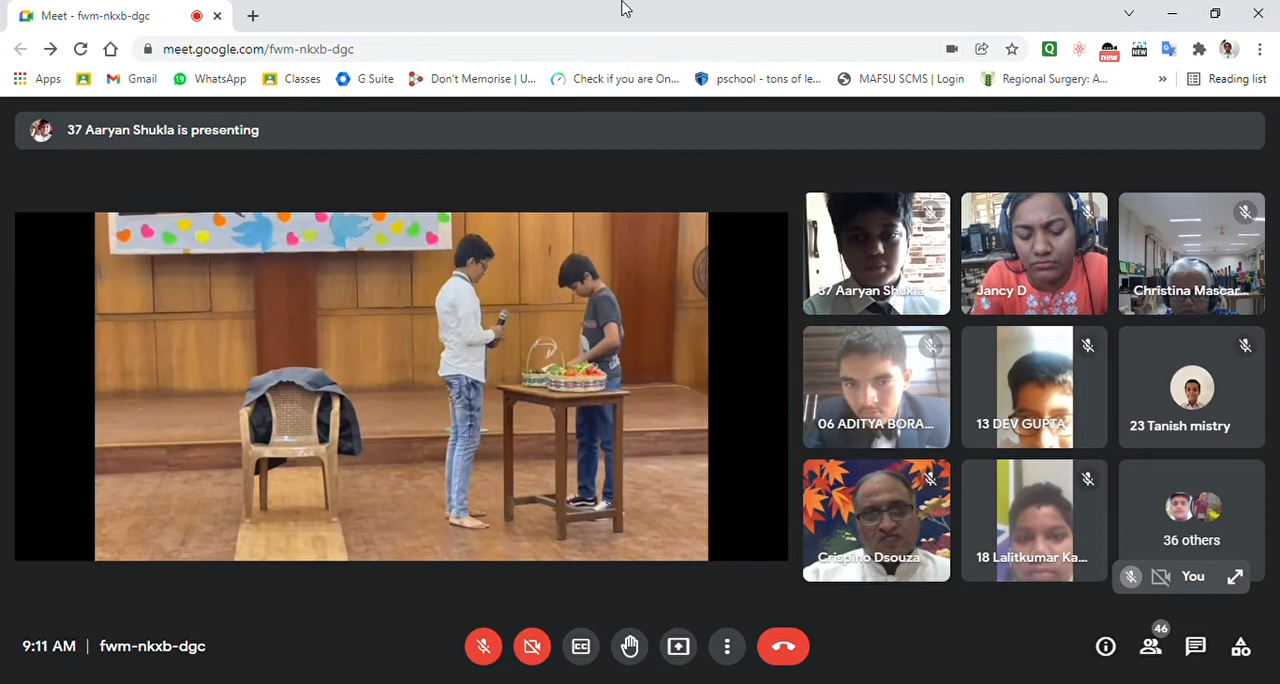 Meet - fwm-nkxb-dgc
meet.google.com/fwm-nkxb-dgc
Q
new
NEW
Apps
Gmail
WhatsApp
Classes
G Suite
Don't Memorise | U...
Check if you are On...
pschool - tons of le...
MAFSU SCMS | Login
Regional Surgery: A...
»
Reading list
37 Aaryan Shukla is presenting
37 Aaryan Shukla
Jancy D
Christina Mascar...
06 ADITYA BORA...
13 DEV GUPTA
23 Tanish mistry
Crispino Dsouza
18 Lalitkumar Ka...
36 others
You
9:11 AM | fwm-nkxb-dgc
CC
46